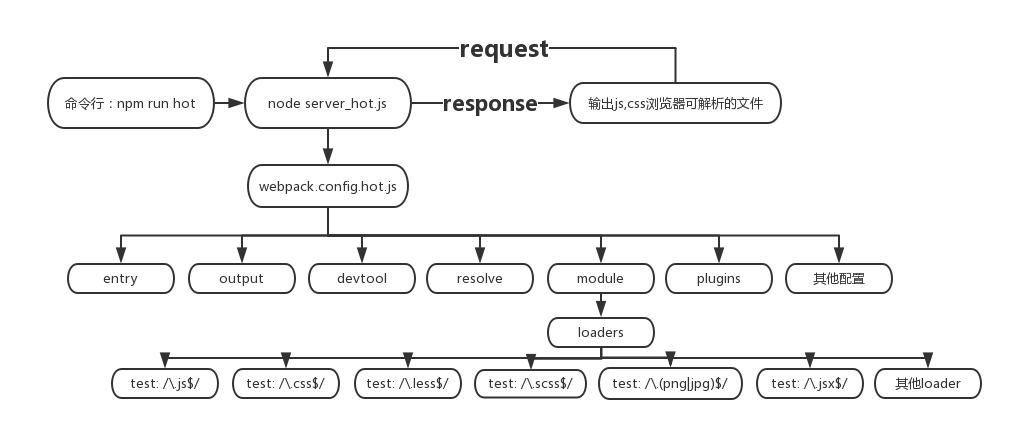 request
命令行：npm run hot
node server_hot.js
response
输出js,css浏览器可解析的文件
webpack.config.hot.js
entry
output
devtool
resolve
module
plugins
其他配置
loaders
test: /\.js$/
test: /\.css$/
test: /\.less$/
test: /\.scss$/
test: /\.(png|jpg)$/
test: /\.jsx$/
其他loader